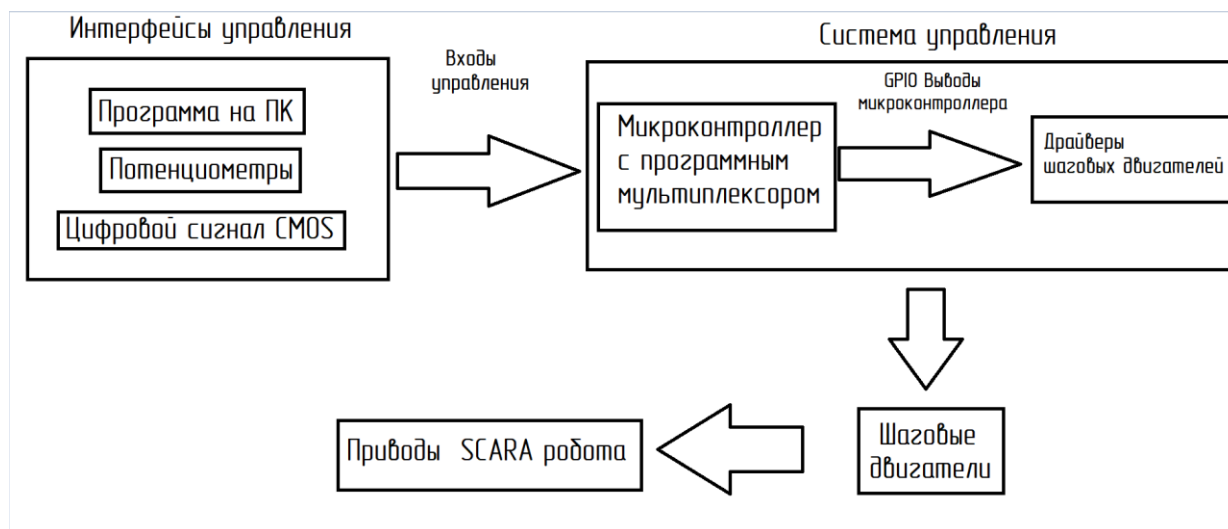 Интерфейсы управления
Программа на ПК
Потенциометры
Цифровой сигнал CMOS
Входы
управления
Система управления
Микроконтроллер
с программным
мультиплексором
GPIO Выводы
микроконтроллера
Драйверы
шаговых двигателей
Шаговые
двигатели
Приводы SCARA робота